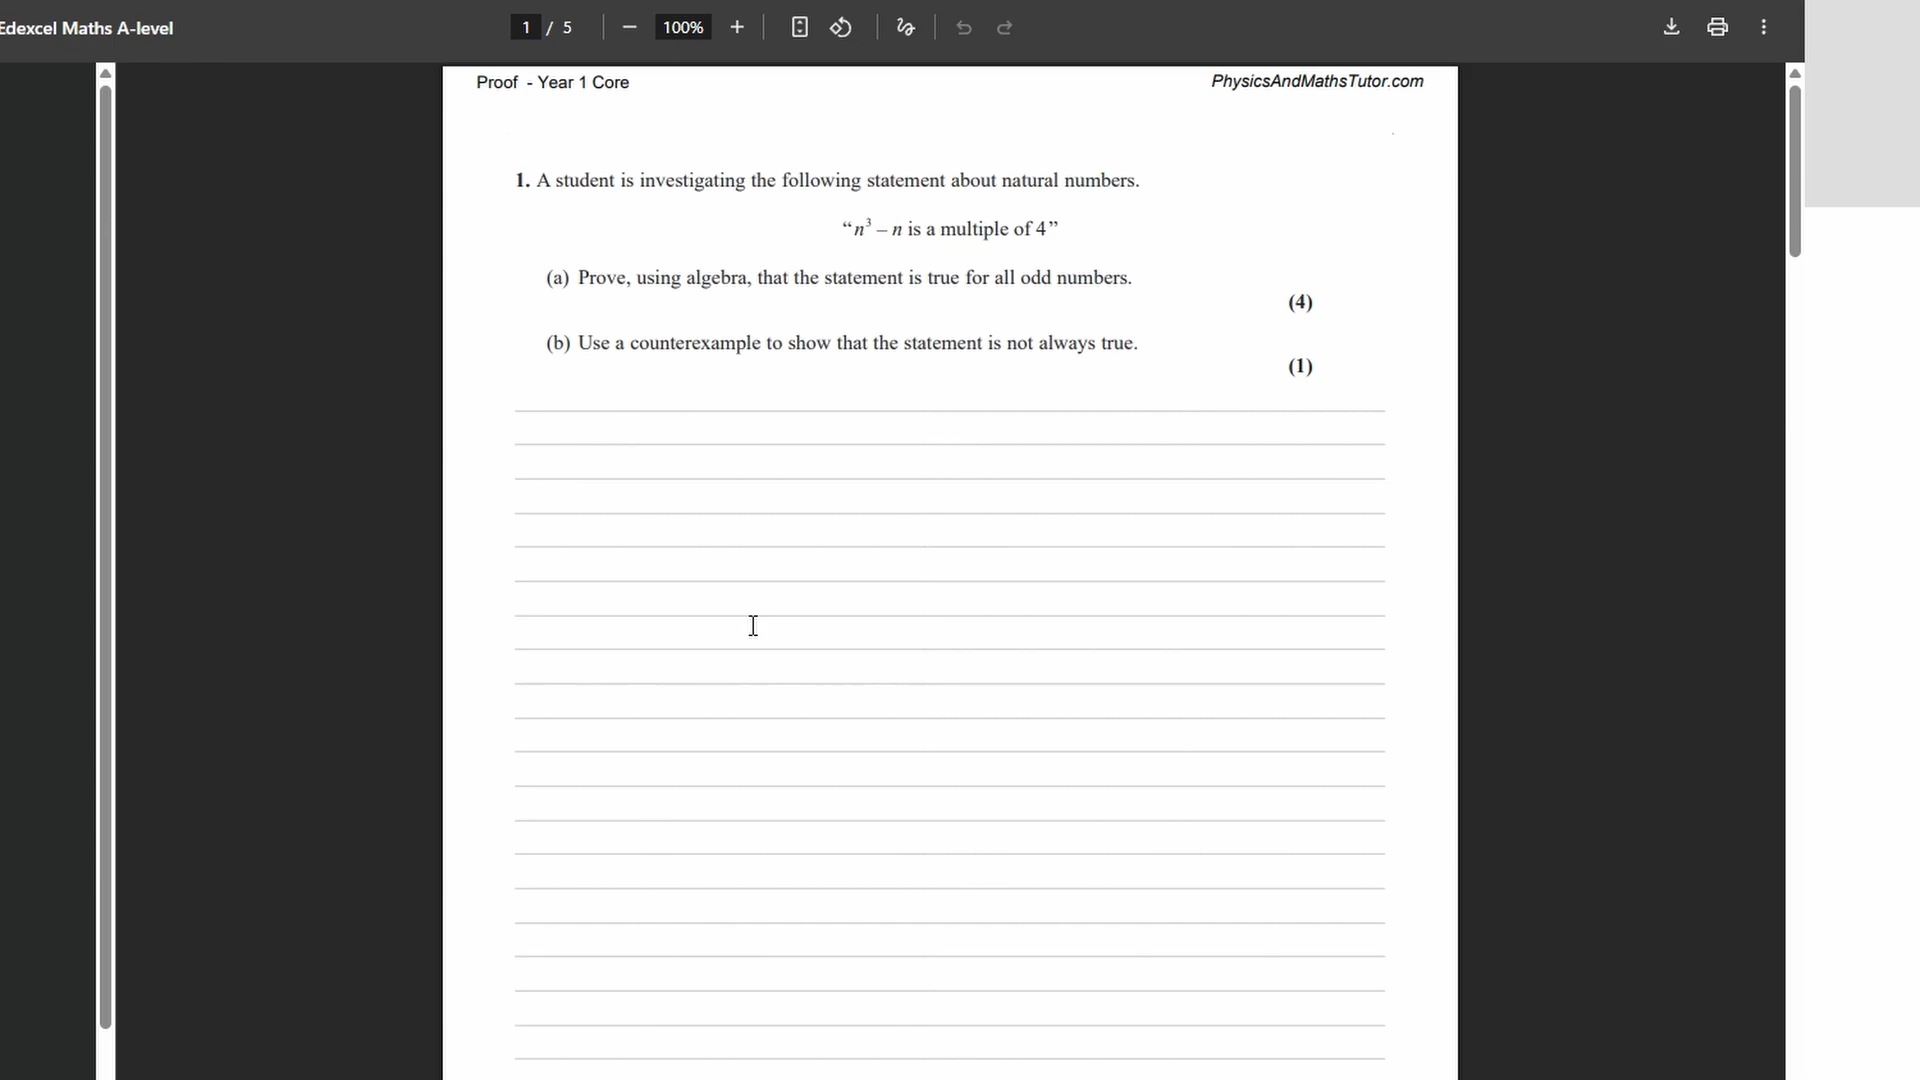 Edexcel Maths A-level
1 / 5
100%
Proof - Year 1 Core
PhysicsAndMathsTutor.com
1. A student is investigating the following statement about natural numbers.
“n³ – n is a multiple of 4”
(a) Prove, using algebra, that the statement is true for all odd numbers.
(4)
(b) Use a counterexample to show that the statement is not always true.
(1)